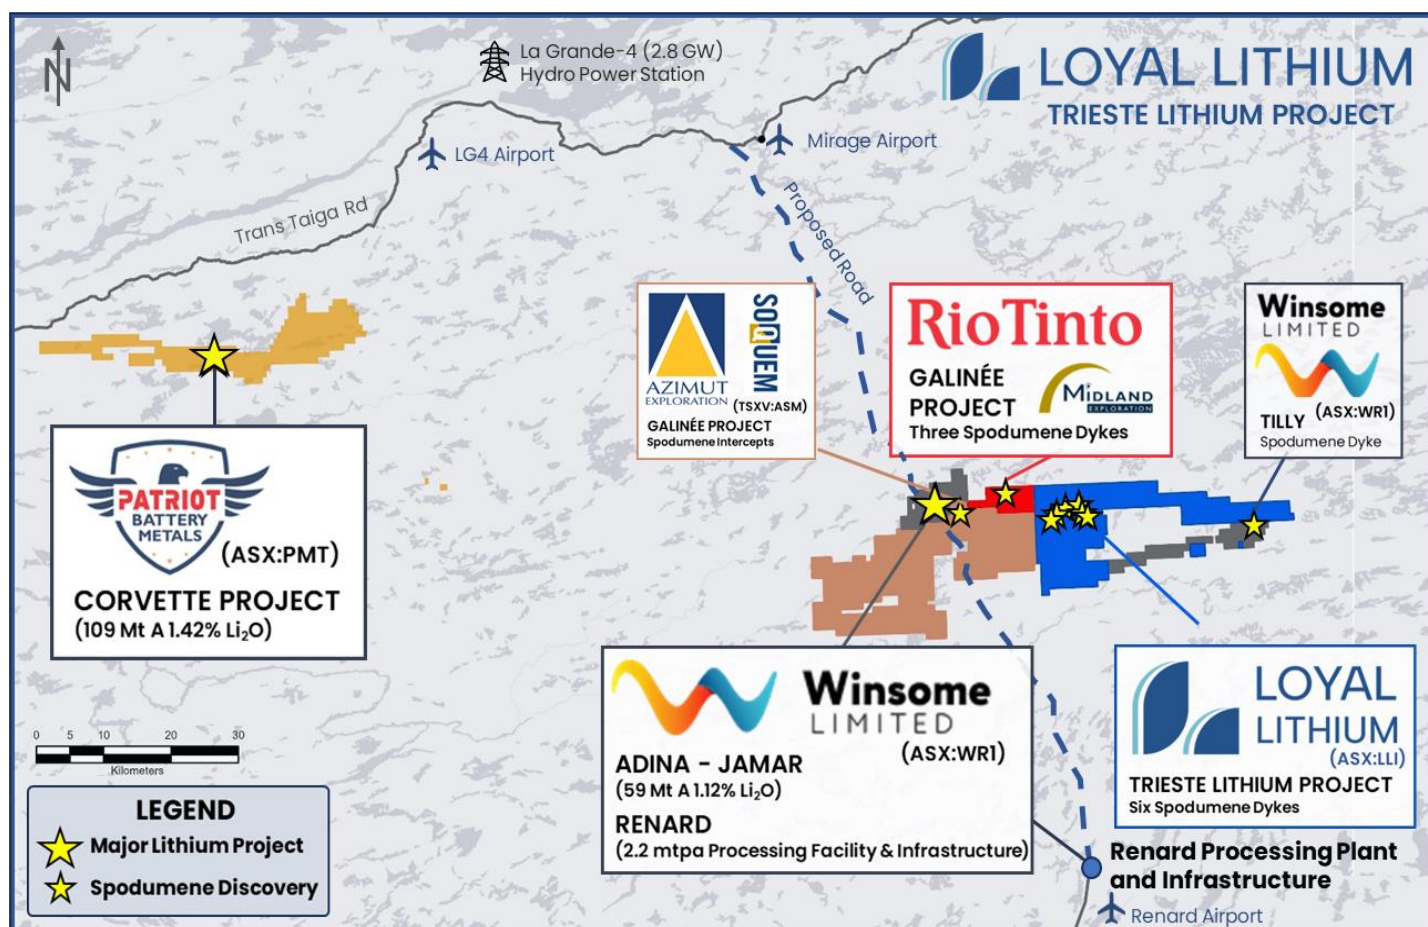 N
La Grande-4 (2.8 GW)
Hydro Power Station
LOYAL LITHIUM
TRIESTE LITHIUM PROJECT
LG4 Airport
Mirage Airport
Trans Taiga Rd
Proposed Road
AZIMUT
EXPLORATION
SOQUEM
(TSXV:ASM)
GALINÉE PROJECT
Spodumene Intercepts
RioTinto
GALINÉE
PROJECT
MIDLAND
EXPLORATION
Three Spodumene Dykes
Winsome
LIMITED
TILLY (ASX:WR1)
Spodumene Dyke
PATRIOT
BATTERY
METALS
(ASX:PMT)
CORVETTE PROJECT
(109 Mt A 1.42% Li₂O)
Winsome
LIMITED
(ASX:WR1)
ADINA - JAMAR
(59 Mt A 1.12% Li₂O)
RENARD
(2.2 mtpa Processing Facility & Infrastructure)
LOYAL
LITHIUM
(ASX:LLI)
TRIESTE LITHIUM PROJECT
Six Spodumene Dykes
0 5 10 20 30
Kilometers
LEGEND
Major Lithium Project
Spodumene Discovery
Renard Processing Plant
and Infrastructure
Renard Airport